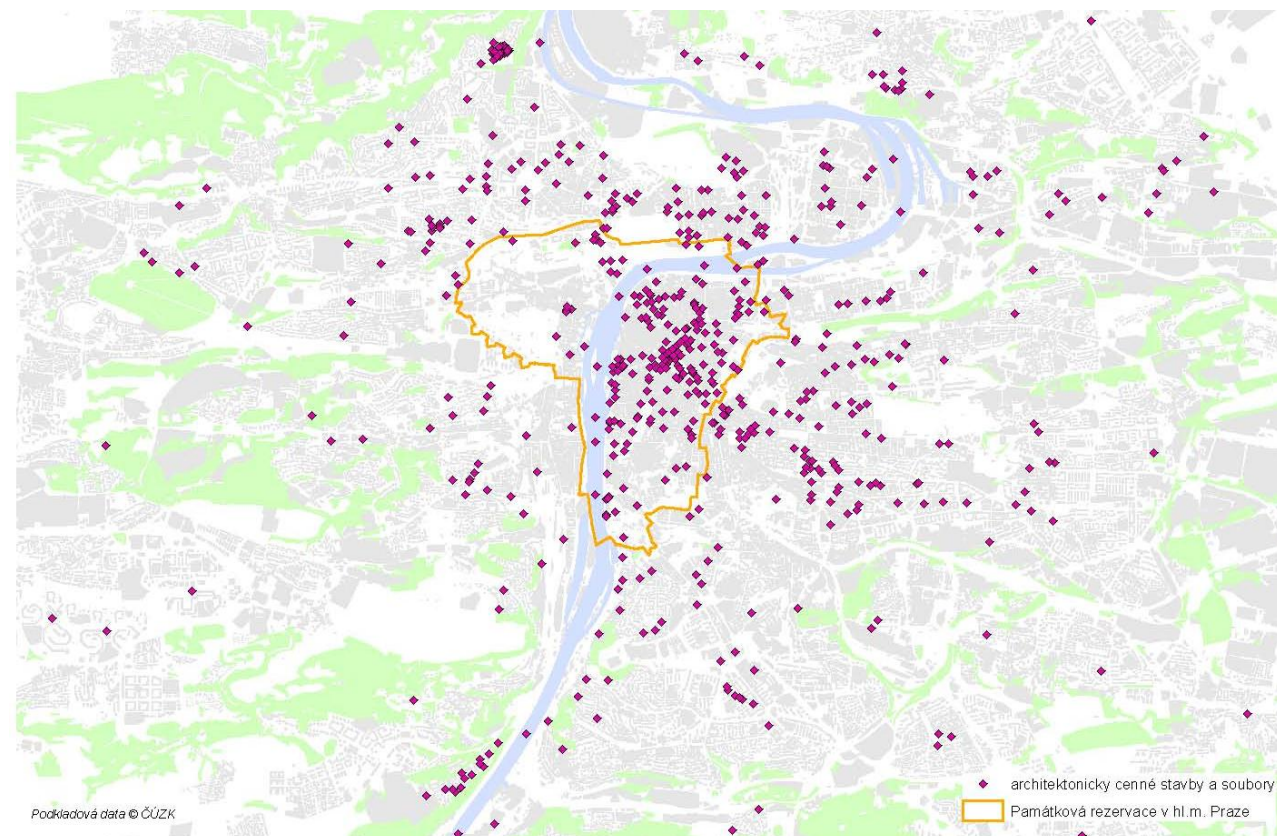 architektonicky cenné stavby a soubory
Památková rezervace v hl.m. Praze
Podkladová data © ČÚZK